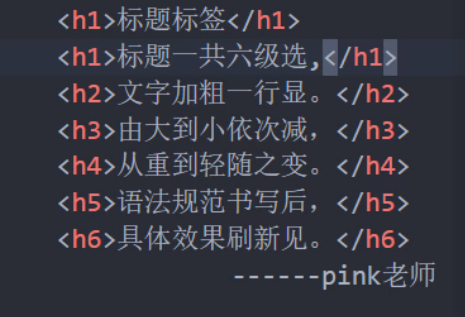 <h1>标题标签</h1>
<h1>标题一共六级选,</h1>
<h2>文字加粗一行显。</h2>
<h3>由大到小依次减，</h3>
<h4>从重到轻随之变。</h4>
<h5>语法规范书写后，</h5>
<h6>具体效果刷新见。</h6>
------pink老师